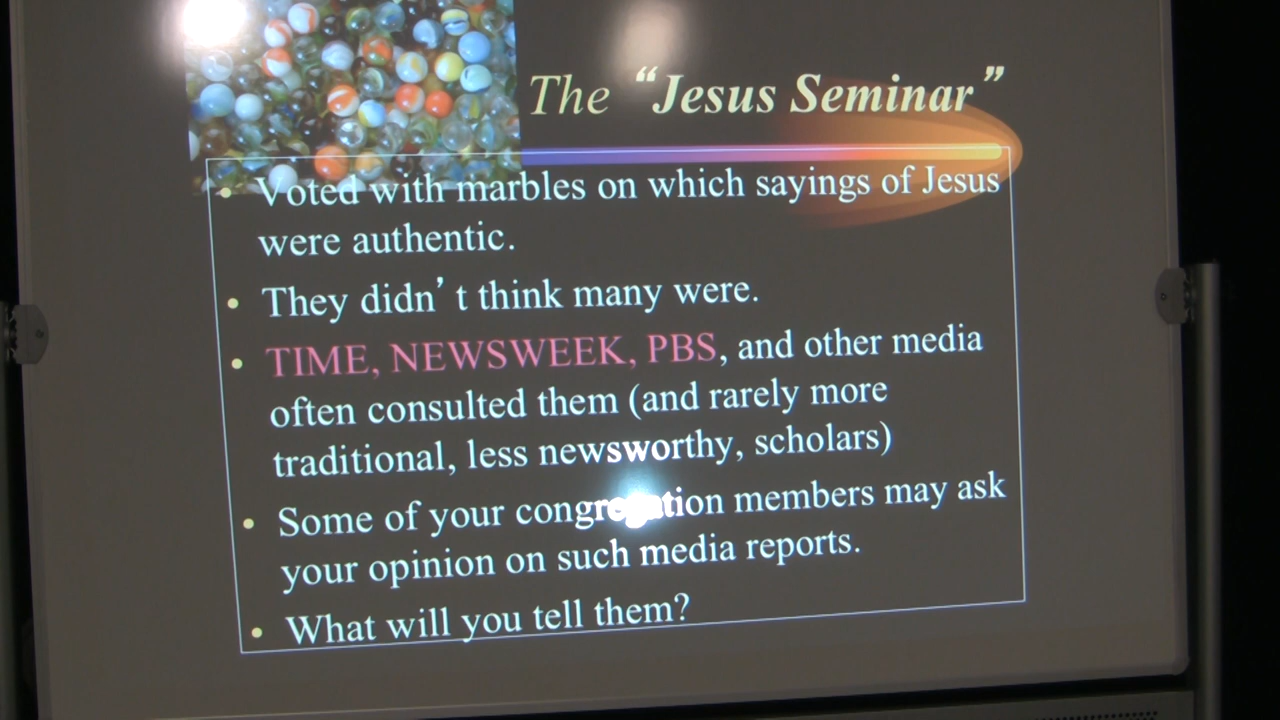 The “Jesus Seminar”
• Voted with marbles on which sayings of Jesus
were authentic.
• They didn’t think many were.
• TIME, NEWSWEEK, PBS, and other media
often consulted them (and rarely more
traditional, less newsworthy, scholars)
• Some of your congregation members may ask
your opinion on such media reports.
• What will you tell them?